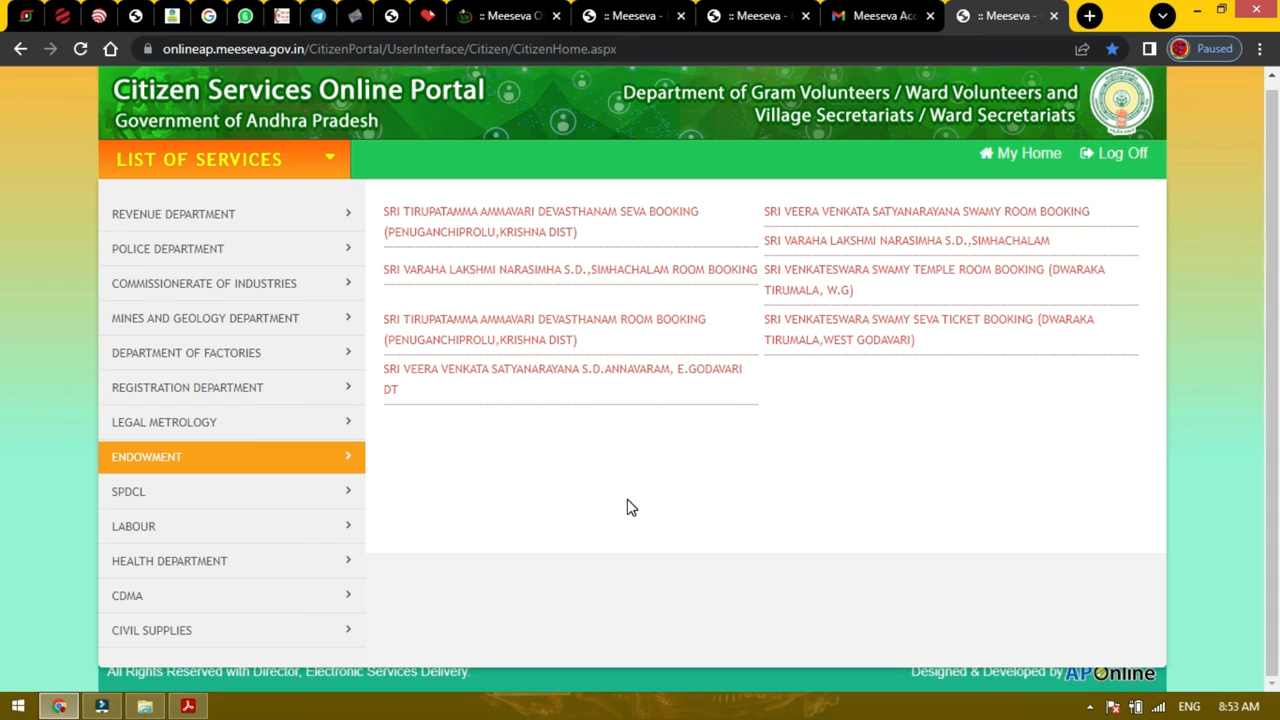 :: Meeseva O
:: Meeseva -
:: Meeseva -
Meeseva Acc
:: Meeseva -
onlineap.meeseva.gov.in/CitizenPortal/UserInterface/Citizen/CitizenHome.aspx
Paused
Citizen Services Online Portal
Government of Andhra Pradesh
Department of Gram Volunteers / Ward Volunteers and
Village Secretariats / Ward Secretariats
LIST OF SERVICES
My Home
Log Off
REVENUE DEPARTMENT
POLICE DEPARTMENT
COMMISSIONERATE OF INDUSTRIES
MINES AND GEOLOGY DEPARTMENT
DEPARTMENT OF FACTORIES
REGISTRATION DEPARTMENT
LEGAL METROLOGY
ENDOWMENT
SPDCL
LABOUR
HEALTH DEPARTMENT
CDMA
CIVIL SUPPLIES
SRI TIRUPATAMMA AMMAVARI DEVASTHANAM SEVA BOOKING
(PENUGANCHIPROLU,KRISHNA DIST)
SRI VEERA VENKATA SATYANARAYANA SWAMY ROOM BOOKING
SRI VARAHA LAKSHMI NARASIMHA S.D.,SIMHACHALAM
SRI VARAHA LAKSHMI NARASIMHA S.D.,SIMHACHALAM ROOM BOOKING
SRI VENKATESWARA SWAMY TEMPLE ROOM BOOKING (DWARAKA
TIRUMALA, W.G)
SRI TIRUPATAMMA AMMAVARI DEVASTHANAM ROOM BOOKING
(PENUGANCHIPROLU,KRISHNA DIST)
SRI VENKATESWARA SWAMY SEVA TICKET BOOKING (DWARAKA
TIRUMALA,WEST GODAVARI)
SRI VEERA VENKATA SATYANARAYANA S.D.ANNAVARAM, E.GODAVARI
DT
All Rights Reserved with Director, Electronic Services Delivery.
Designed & Developed by APOnline
ENG
8:53 AM